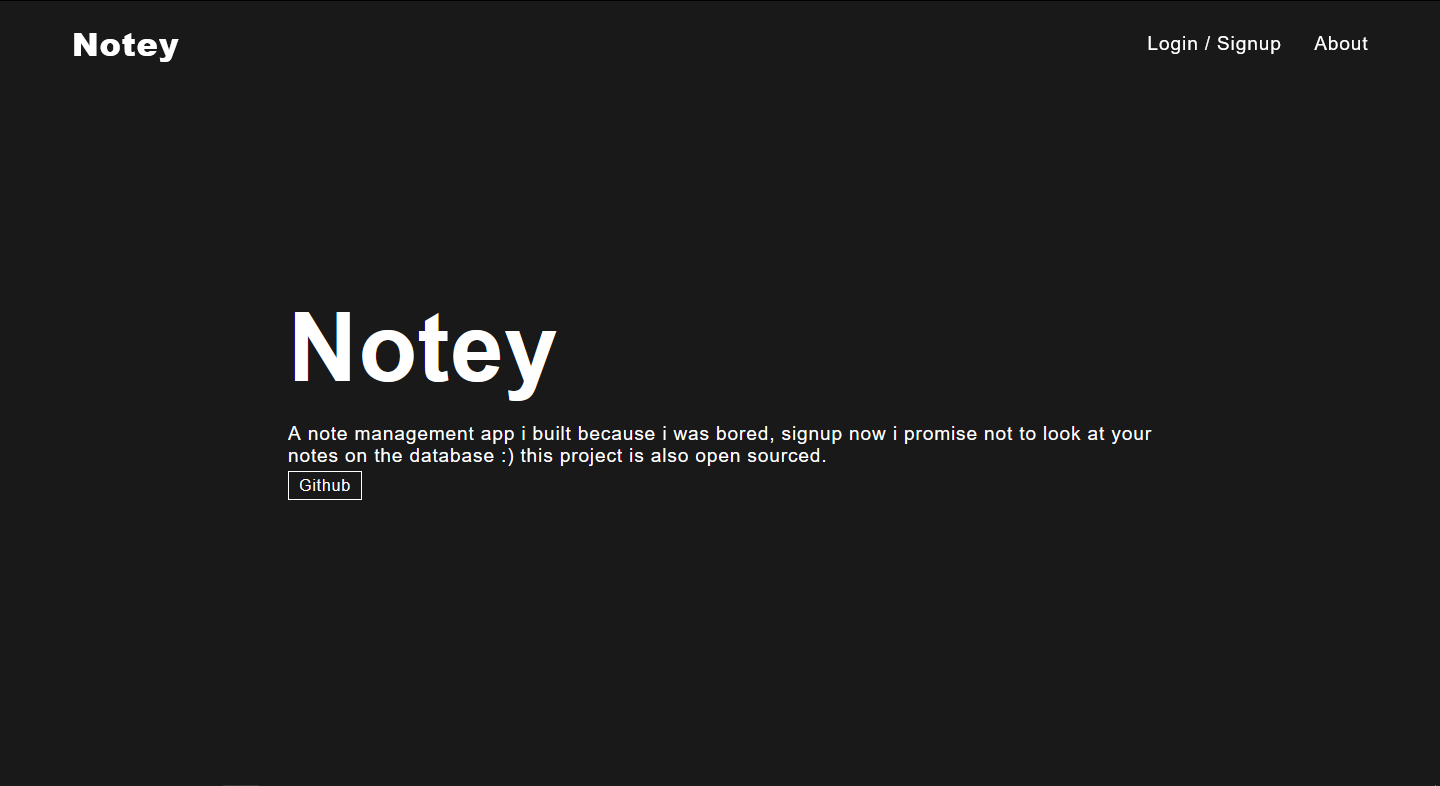 Notey
Login / Signup
About
Notey
A note management app i built because i was bored, signup now i promise not to look at your
notes on the database :) this project is also open sourced.
Github